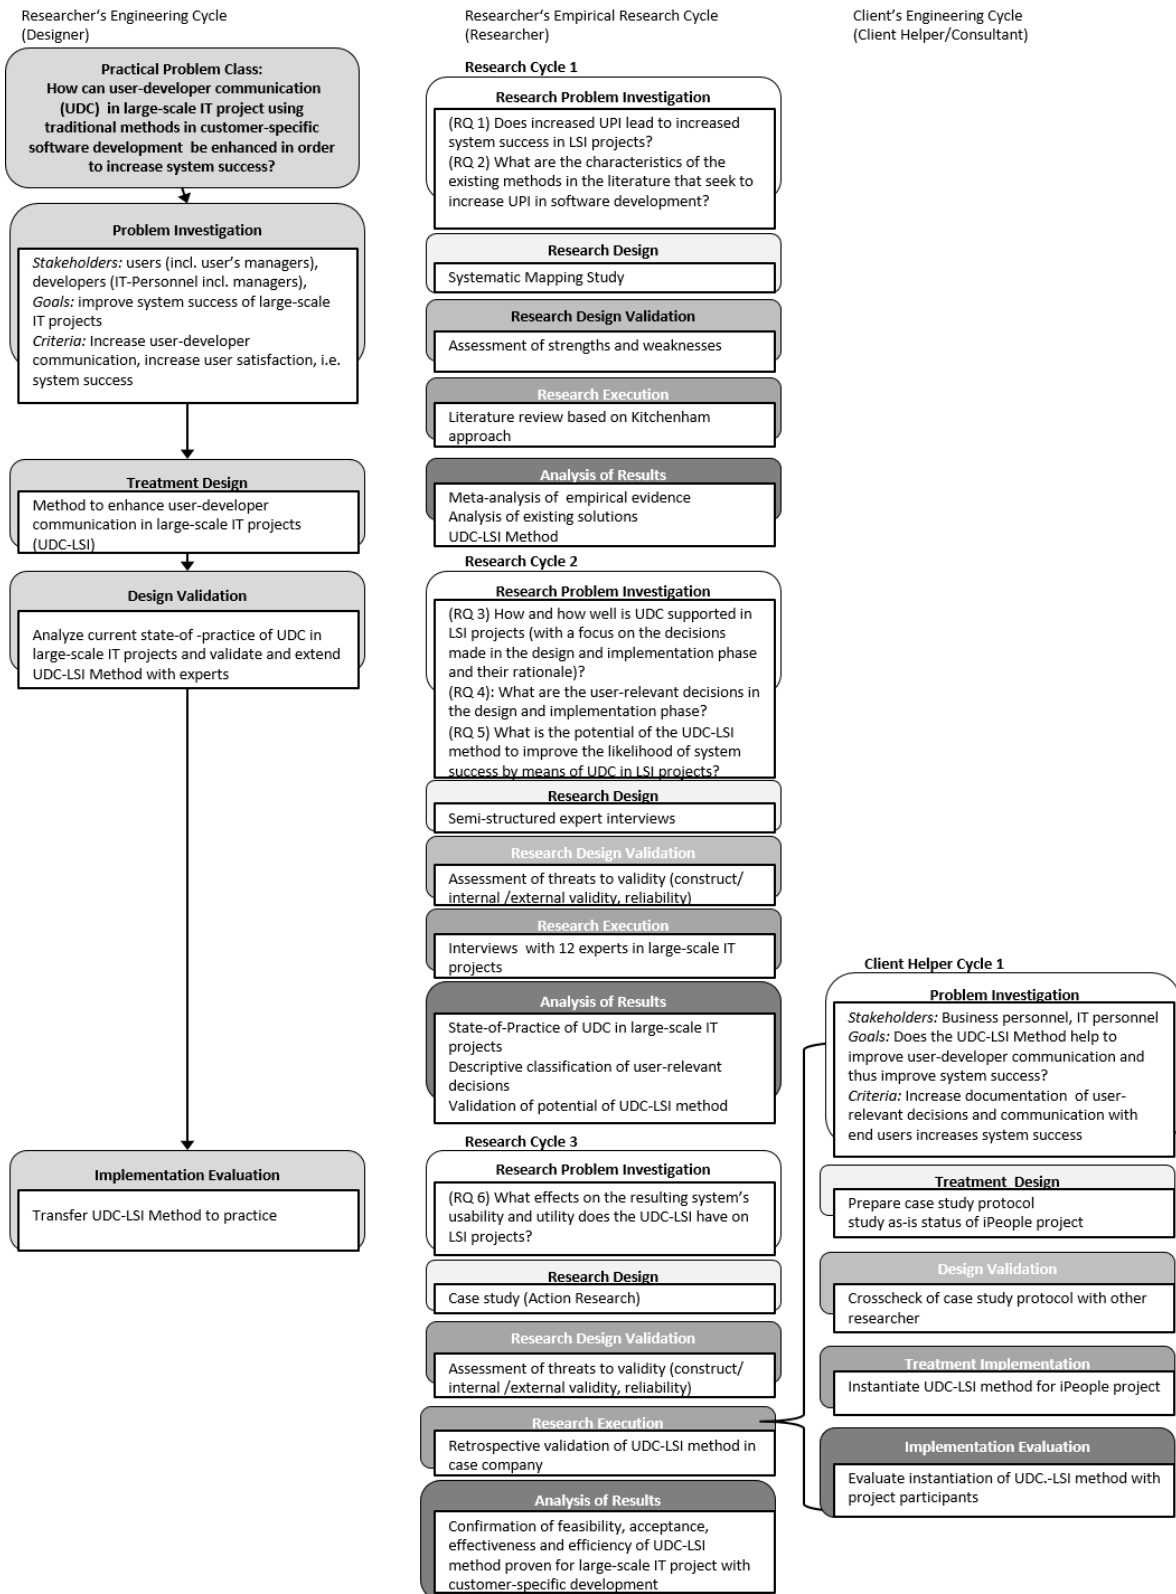 Researcher's Engineering Cycle
(Designer)
Practical Problem Class:
How can user-developer communication
(UDC) in large-scale IT project using
traditional methods in customer-specific
software development be enhanced in order
to increase system success?
Problem Investigation
Stakeholders: users (incl. user's managers),
developers (IT-Personnel incl. managers),
Goals: improve system success of large-scale
IT projects
Criteria: Increase user-developer
communication, increase user satisfaction, i.e.
system success
Treatment Design
Method to enhance user-developer
communication in large-scale IT projects
(UDC-LSI)
Design Validation
Analyze current state-of -practice of UDC in
large-scale IT projects and validate and extend
UDC-LSI Method with experts
Implementation Evaluation
Transfer UDC-LSI Method to practice
Researcher's Empirical Research Cycle
(Researcher)
Research Cycle 1
Research Problem Investigation
(RQ 1) Does increased UPI lead to increased
system success in LSI projects?
(RQ 2) What are the characteristics of the
existing methods in the literature that seek to
increase UPI in software development?
Research Design
Systematic Mapping Study
Research Design Validation
Assessment of strengths and weaknesses
Research Execution
Literature review based on Kitchenham
approach
Analysis of Results
Meta-analysis of empirical evidence
Analysis of existing solutions
UDC-LSI Method
Research Cycle 2
Research Problem Investigation
(RQ 3) How and how well is UDC supported in
LSI projects (with a focus on the decisions
made in the design and implementation phase
and their rationale)?
(RQ 4): What are the user-relevant decisions in
the design and implementation phase?
(RQ 5) What is the potential of the UDC-LSI
method to improve the likelihood of system
success by means of UDC in LSI projects?
Research Design
Semi-structured expert interviews
Research Design Validation
Assessment of threats to validity (construct/
internal /external validity, reliability)
Research Execution
Interviews with 12 experts in large-scale IT
projects
Analysis of Results
State-of-Practice of UDC in large-scale IT
projects
Descriptive classification of user-relevant
decisions
Validation of potential of UDC-LSI method
Research Cycle 3
Research Problem Investigation
(RQ 6) What effects on the resulting system's
usability and utility does the UDC-LSI have on
LSI projects?
Research Design
Case study (Action Research)
Research Design Validation
Assessment of threats to validity (construct/
internal /external validity, reliability)
Research Execution
Retrospective validation of UDC-LSI method in
case company
Analysis of Results
Confirmation of feasibility, acceptance,
effectiveness and efficiency of UDC-LSI
method proven for large-scale IT project with
customer-specific development
Client's Engineering Cycle
(Client Helper/Consultant)
Client Helper Cycle 1
Problem Investigation
Stakeholders: Business personnel, IT personnel
Goals: Does the UDC-LSI Method help to
improve user-developer communication and
thus improve system success?
Criteria: Increase documentation of user-
relevant decisions and communication with
end users increases system success
Treatment Design
Prepare case study protocol
study as-is status of iPeople project
Design Validation
Crosscheck of case study protocol with other
researcher
Treatment Implementation
Instantiate UDC-LSI method for iPeople project
Implementation Evaluation
Evaluate instantiation of UDC.-LSI method with
project participants